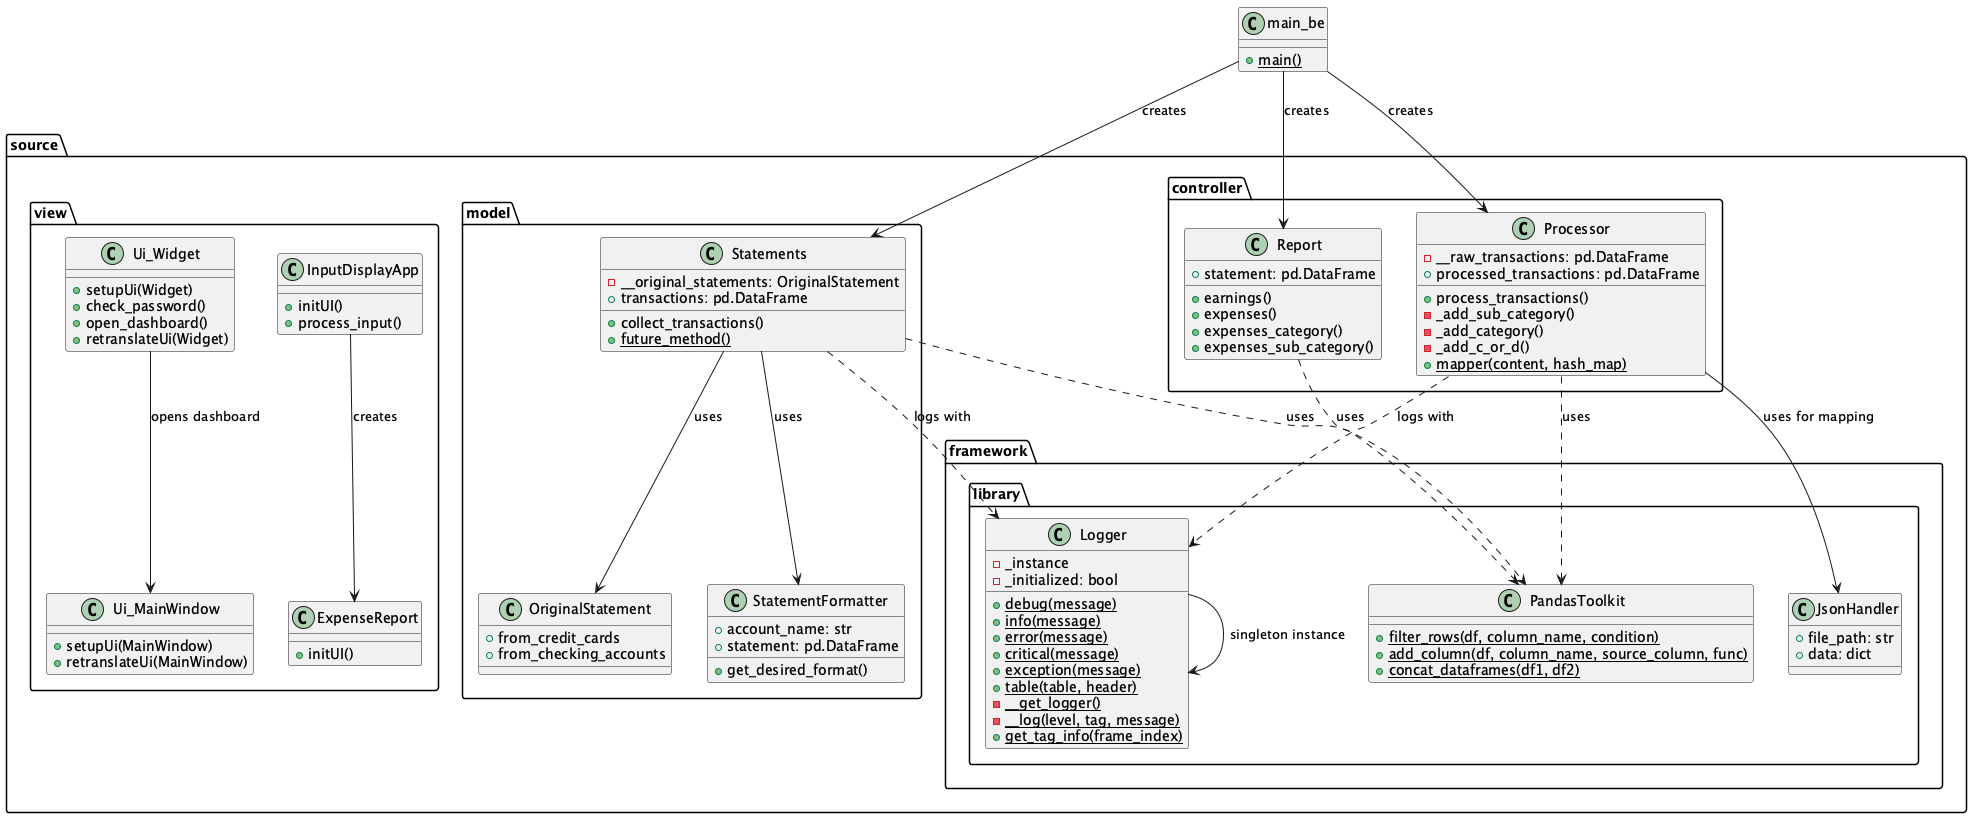 main_be
main()
creates
creates
creates
source
controller
view
model
Ui_Widget
setupUi(Widget)
check_password()
open_dashboard()
retranslateUi(Widget)
InputDisplayApp
initUI()
process_input()
Statements
__original_statements: OriginalStatement
transactions: pd.DataFrame
collect_transactions()
future_method()
Report
statement: pd.DataFrame
earnings()
expenses()
expenses_category()
expenses_sub_category()
Processor
__raw_transactions: pd.DataFrame
processed_transactions: pd.DataFrame
process_transactions()
_add_sub_category()
_add_category()
_add_c_or_d()
mapper(content, hash_map)
opens dashboard
creates
uses
uses
logs with
uses
uses
logs with
uses
uses for mapping
framework
library
Ui_MainWindow
setupUi(MainWindow)
retranslateUi(MainWindow)
ExpenseReport
initUI()
OriginalStatement
from_credit_cards
from_checking_accounts
StatementFormatter
account_name: str
statement: pd.DataFrame
get_desired_format()
Logger
_instance
_initialized: bool
debug(message)
info(message)
error(message)
critical(message)
exception(message)
table(table, header)
__get_logger()
__log(level, tag, message)
get_tag_info(frame_index)
singleton instance
PandasToolkit
filter_rows(df, column_name, condition)
add_column(df, column_name, source_column, func)
concat_dataframes(df1, df2)
JsonHandler
file_path: str
data: dict